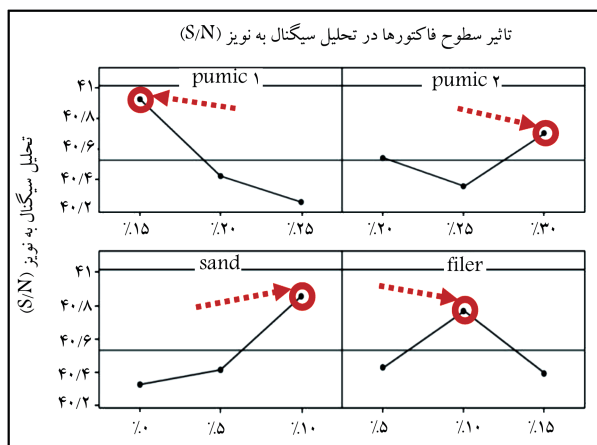 تاثیر سطوح فاکتورها در تحلیل سیگنال به نویز (S/N)
تحلیل سیگنال به نویز (S/N)
pumic ۱
pumic ۲
۴۱
۴۰/۸
۴۰/۶
۴۰/۴
۴۰/۲
٪۱۵ ٪۲۰ ٪۲۵ ٪۲۰ ٪۲۵ ٪۳۰
sand
filer
۴۱
۴۰/۸
۴۰/۶
۴۰/۴
۴۰/۲
٪۰ ٪۵ ٪۱۰ ٪۵ ٪۱۰ ٪۱۵